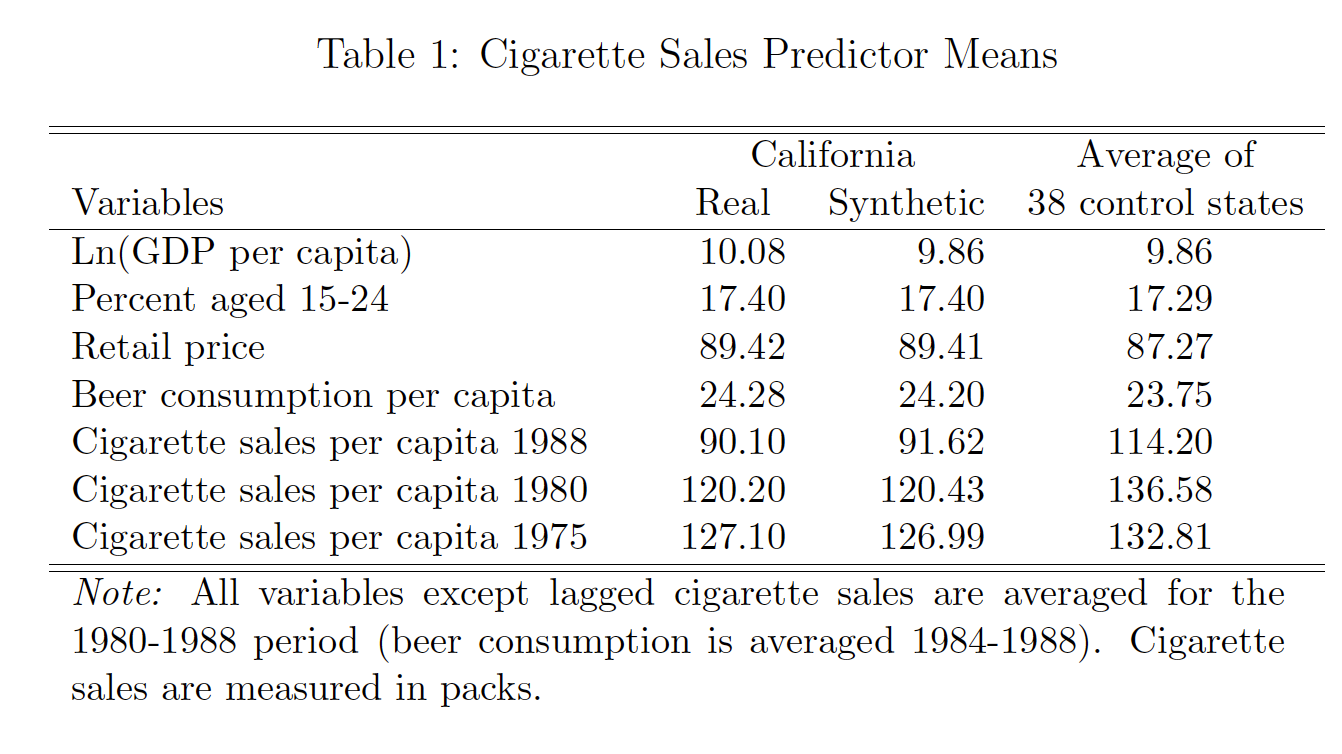 Table 1: Cigarette Sales Predictor Means
California Average of
Variables Real Synthetic 38 control states
Ln(GDP per capita) 10.08 9.86 9.86
Percent aged 15-24 17.40 17.40 17.29
Retail price 89.42 89.41 87.27
Beer consumption per capita 24.28 24.20 23.75
Cigarette sales per capita 1988 90.10 91.62 114.20
Cigarette sales per capita 1980 120.20 120.43 136.58
Cigarette sales per capita 1975 127.10 126.99 132.81
Note: All variables except lagged cigarette sales are averaged for the
1980-1988 period (beer consumption is averaged 1984-1988). Cigarette
sales are measured in packs.